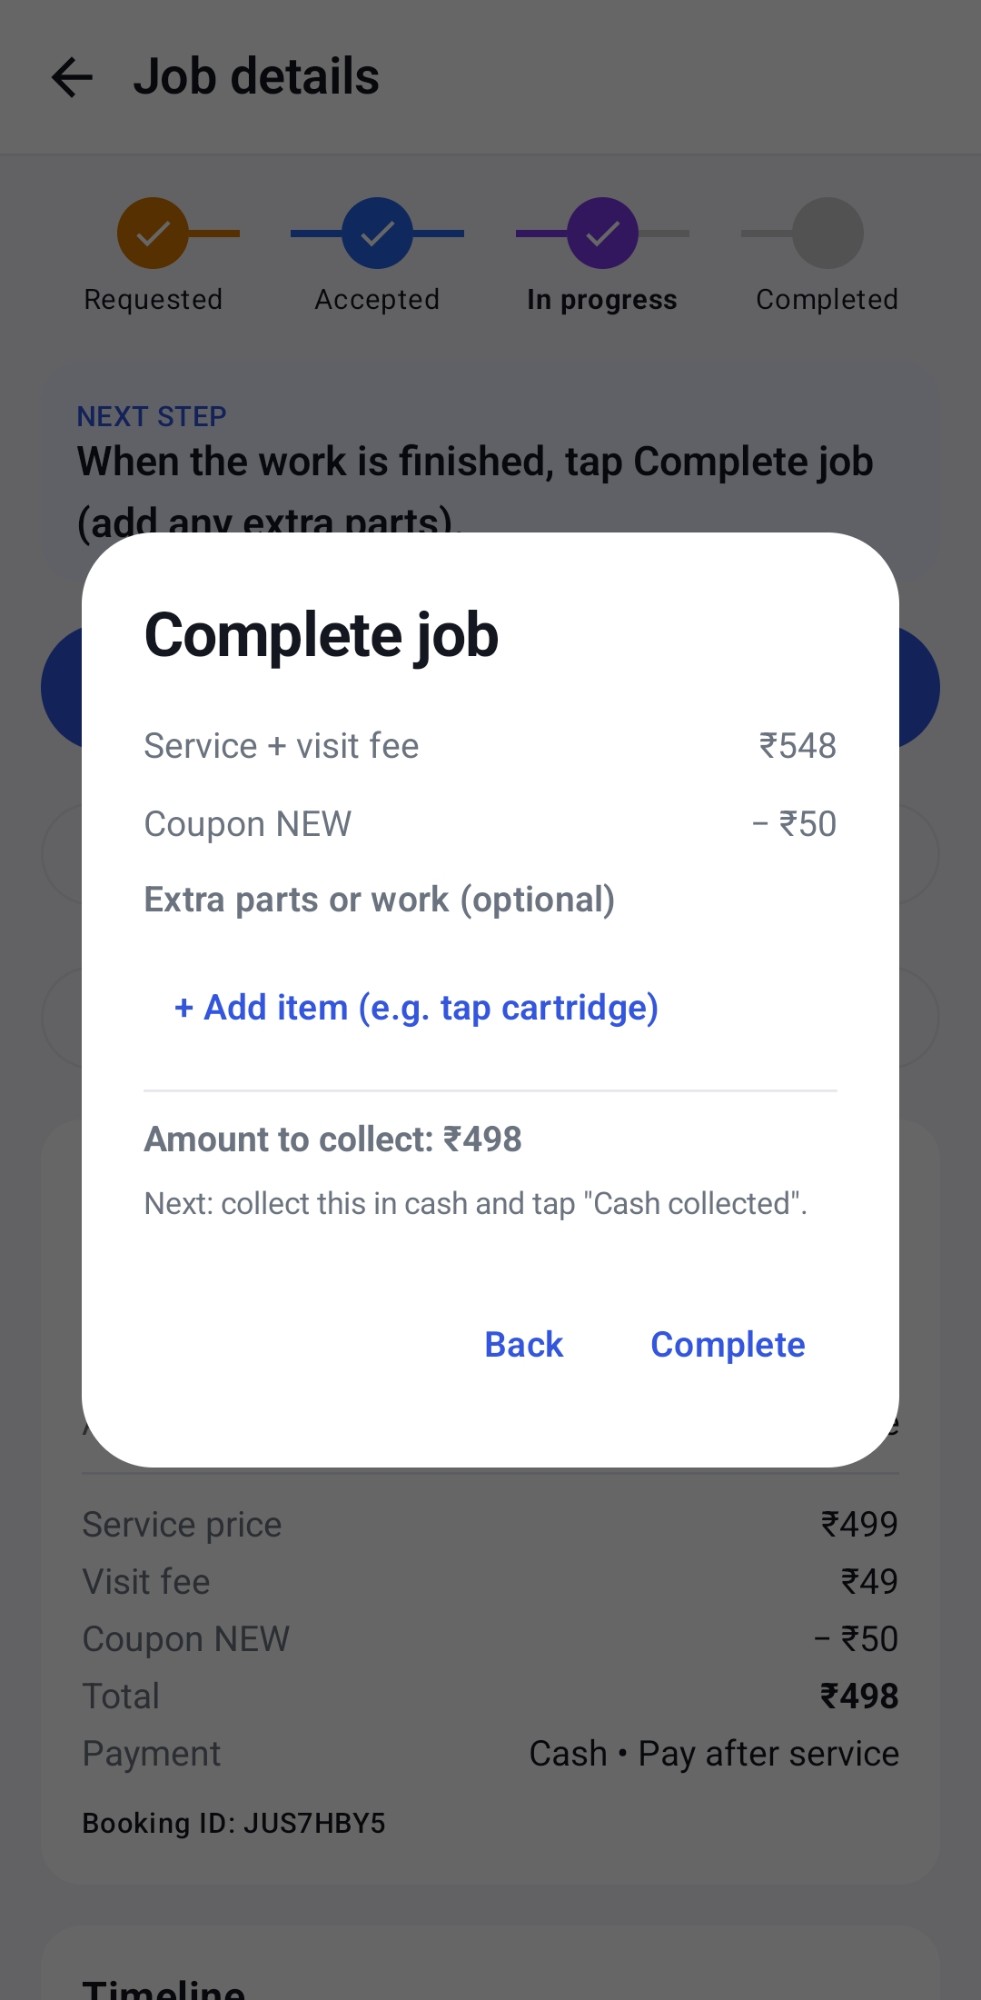 Job details
Requested
Accepted
In progress
Completed
NEXT STEP
When the work is finished, tap Complete job
(add any extra parts).
Complete job
Service + visit fee ₹548
Coupon NEW − ₹50
Extra parts or work (optional)
+ Add item (e.g. tap cartridge)
Amount to collect: ₹498
Next: collect this in cash and tap "Cash collected".
Back Complete
Service price ₹499
Visit fee ₹49
Coupon NEW − ₹50
Total ₹498
Payment Cash • Pay after service
Booking ID: JUS7HBY5
Timeline